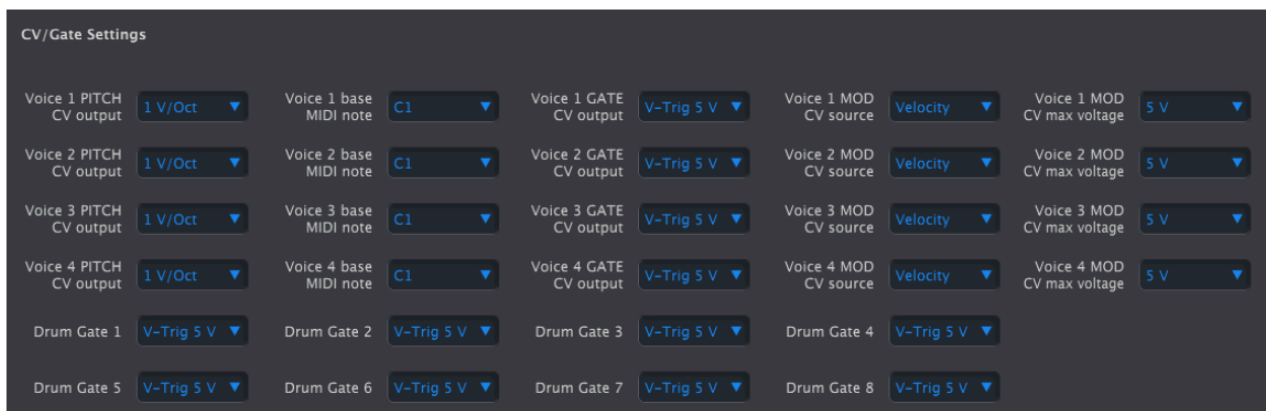 CV/Gate Settings
Voice 1 PITCH CV output 1 V/Oct Voice 1 base MIDI note C1 Voice 1 GATE CV output V-Trig 5 V Voice 1 MOD CV source Velocity Voice 1 MOD CV max voltage 5 V
Voice 2 PITCH CV output 1 V/Oct Voice 2 base MIDI note C1 Voice 2 GATE CV output V-Trig 5 V Voice 2 MOD CV source Velocity Voice 2 MOD CV max voltage 5 V
Voice 3 PITCH CV output 1 V/Oct Voice 3 base MIDI note C1 Voice 3 GATE CV output V-Trig 5 V Voice 3 MOD CV source Velocity Voice 3 MOD CV max voltage 5 V
Voice 4 PITCH CV output 1 V/Oct Voice 4 base MIDI note C1 Voice 4 GATE CV output V-Trig 5 V Voice 4 MOD CV source Velocity Voice 4 MOD CV max voltage 5 V
Drum Gate 1 V-Trig 5 V Drum Gate 2 V-Trig 5 V Drum Gate 3 V-Trig 5 V Drum Gate 4 V-Trig 5 V
Drum Gate 5 V-Trig 5 V Drum Gate 6 V-Trig 5 V Drum Gate 7 V-Trig 5 V Drum Gate 8 V-Trig 5 V